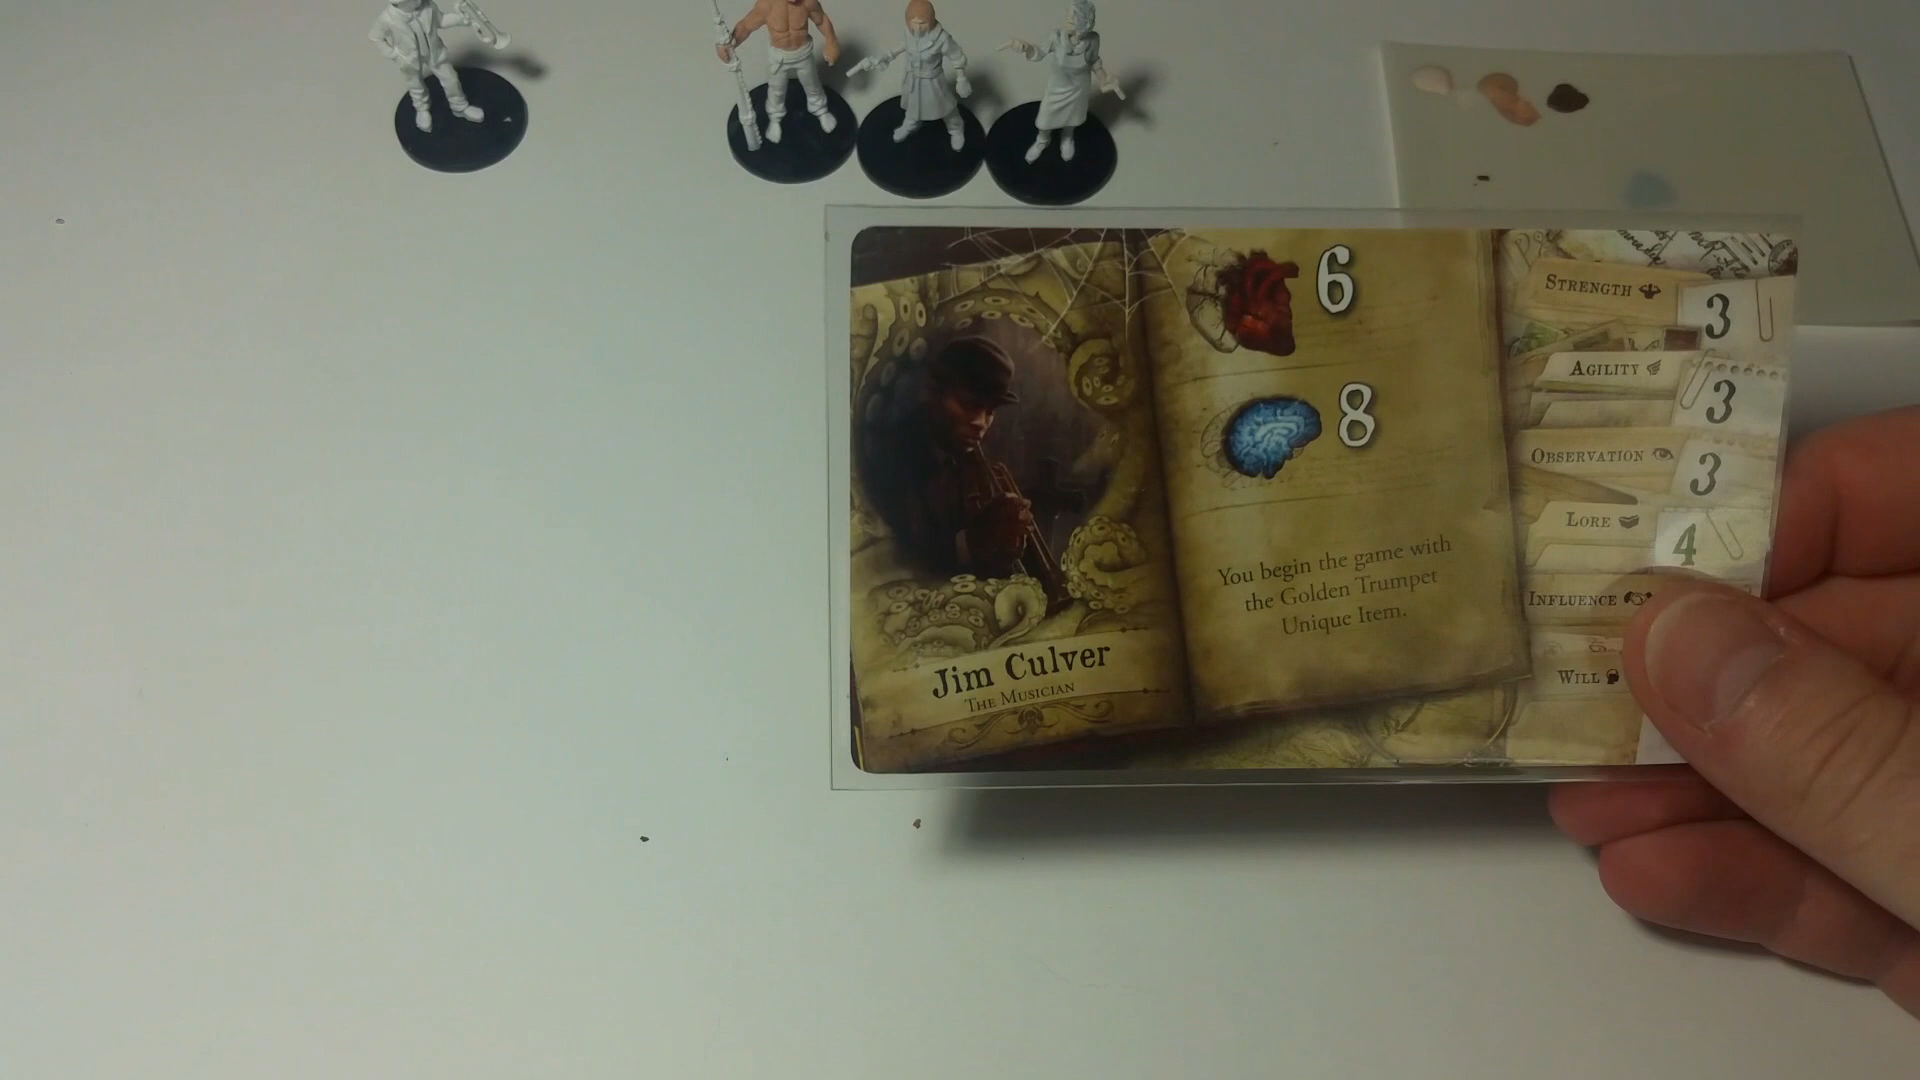 6
8
You begin the game with
the Golden Trumpet
Unique Item.
Jim Culver
The Musician
Strength 3
Agility 3
Observation 3
Lore 4
Influence
Will